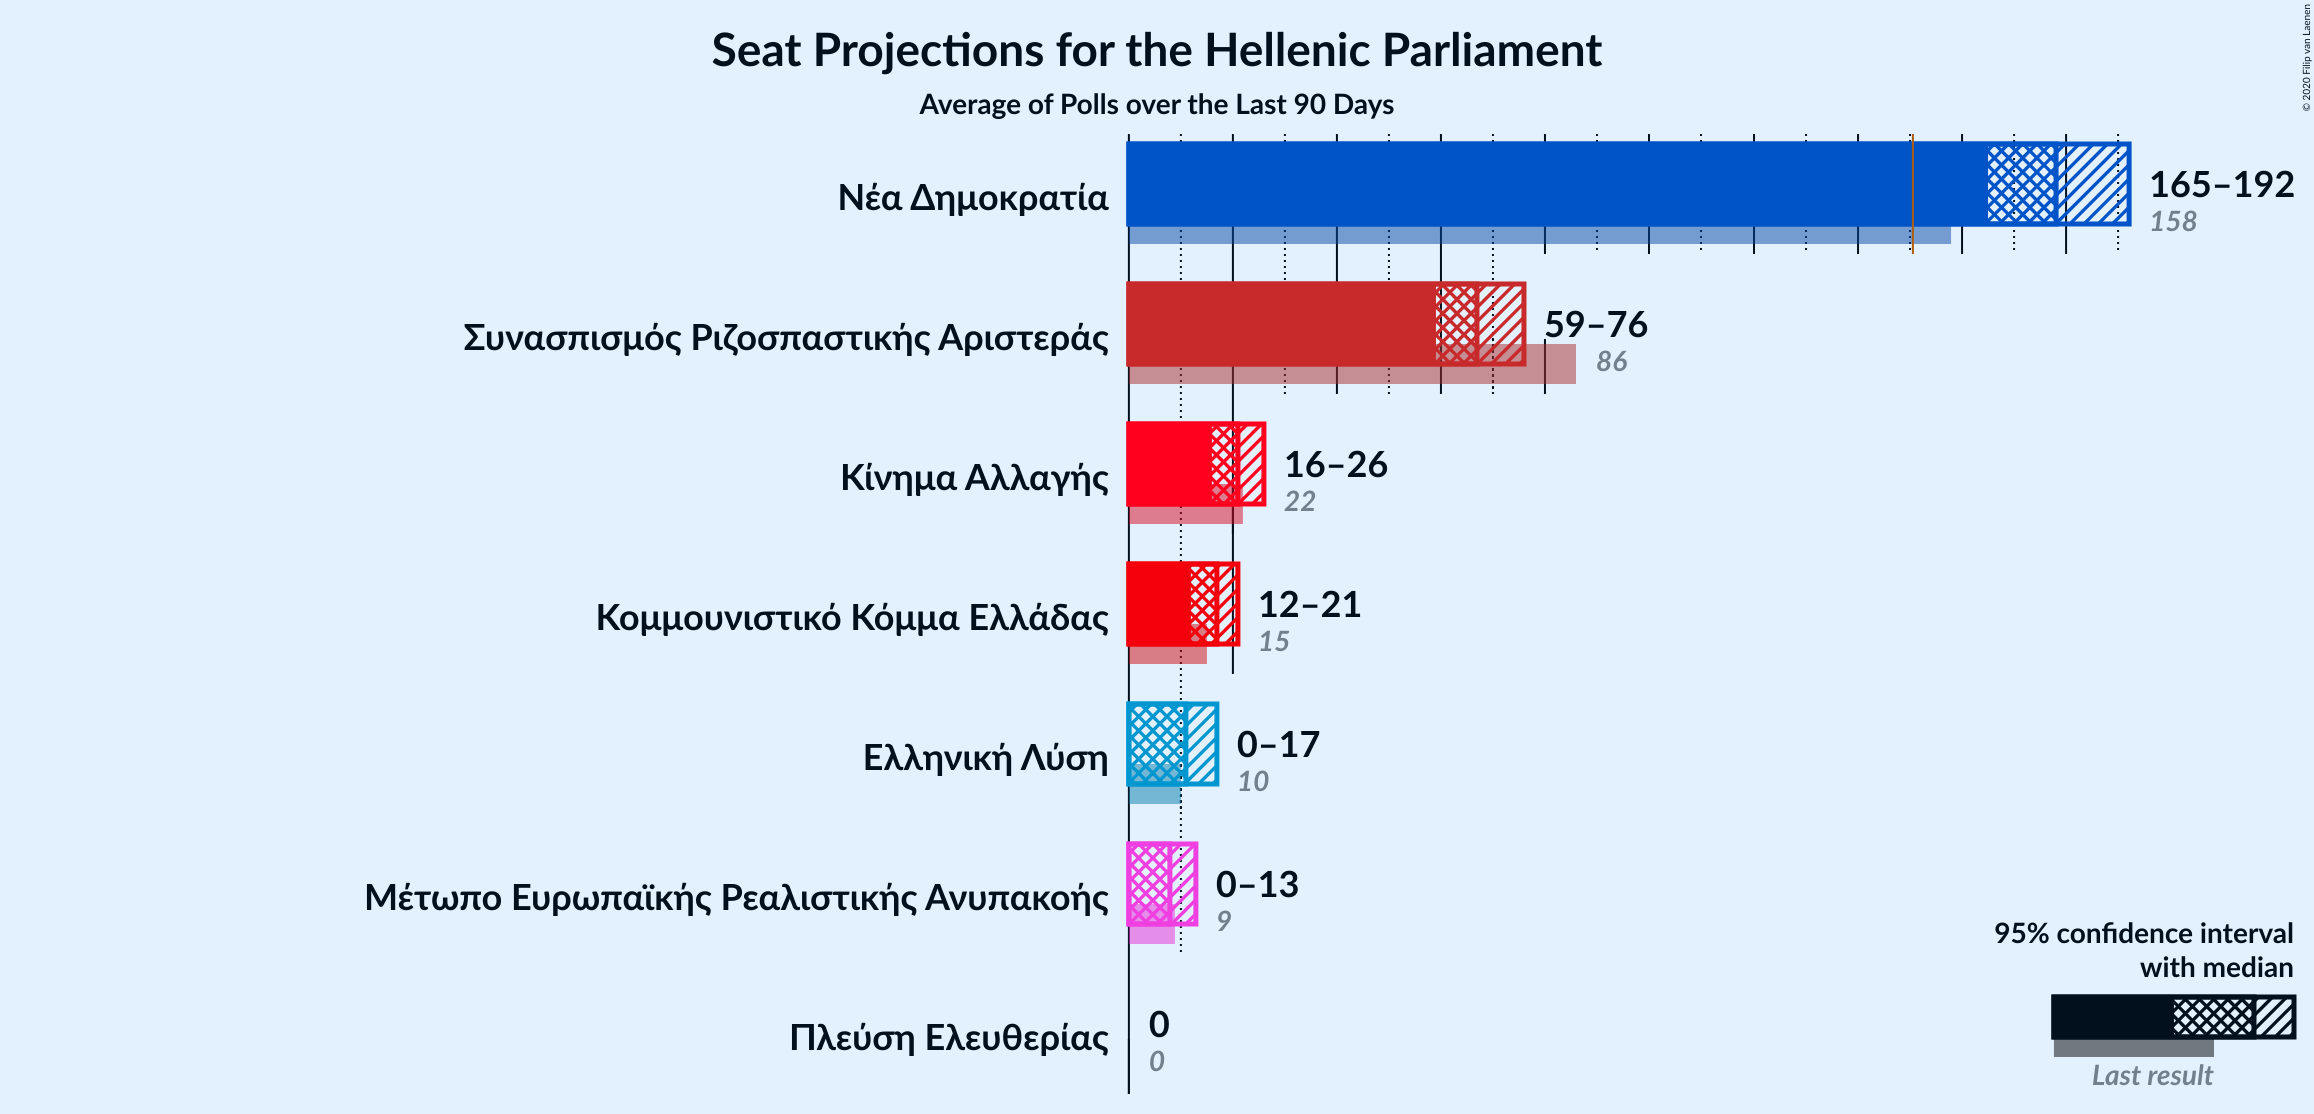 Seat Projections for the Hellenic Parliament
Average of Polls over the Last 90 Days
© 2020 Filip van Laenen
Νέα Δημοκρατία
165–192
158
Συνασπισμός Ριζοσπαστικής Αριστεράς
59–76
86
Κίνημα Αλλαγής
16–26
22
Κομμουνιστικό Κόμμα Ελλάδας
12–21
15
Ελληνική Λύση
0–17
10
Μέτωπο Ευρωπαϊκής Ρεαλιστικής Ανυπακοής
0–13
9
Πλεύση Ελευθερίας
0
0
95% confidence interval
with median
Last result